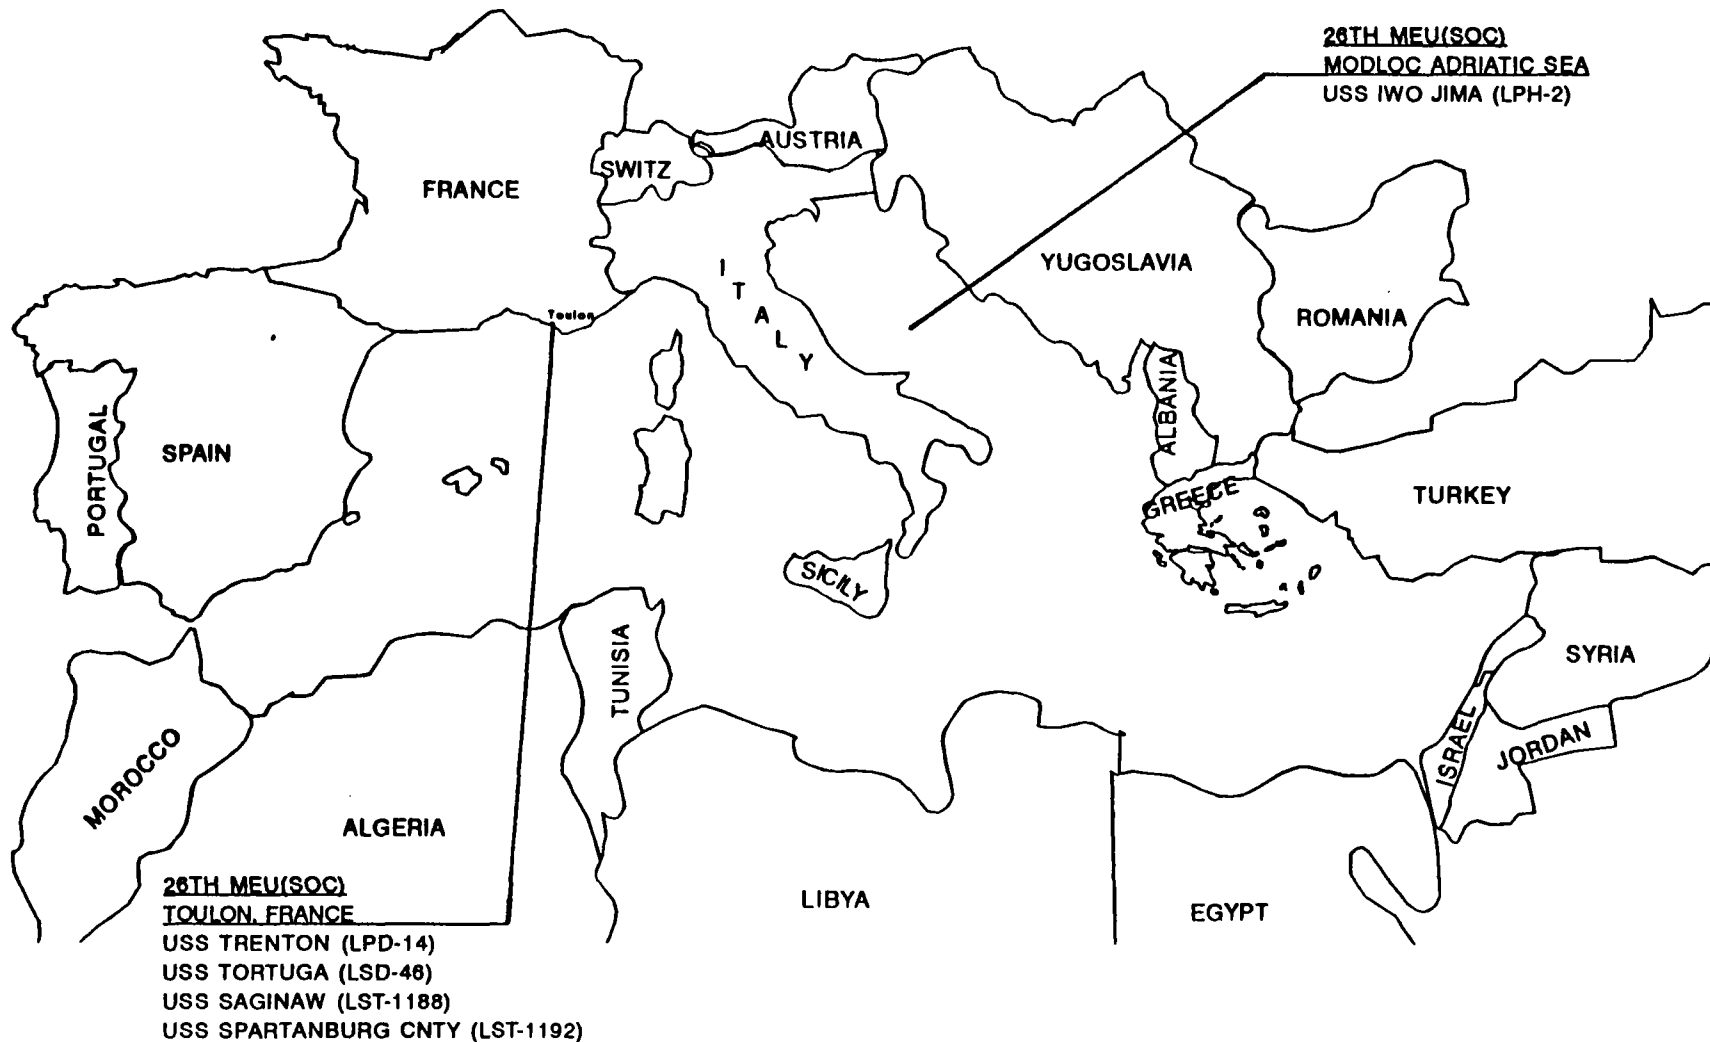 26TH MEU(SOC)
MODLOC ADRIATIC SEA
USS IWO JIMA (LPH-2)
AUSTRIA
SWITZ
FRANCE
YUGOSLAVIA
ITALY
Toulon
ROMANIA
ALBANIA
PORTUGAL
SPAIN
GREECE
TURKEY
SICILY
TUNISIA
SYRIA
ISRAEL
JORDAN
MOROCCO
ALGERIA
LIBYA
EGYPT
26TH MEU(SOC)
TOULON, FRANCE
USS TRENTON (LPD-14)
USS TORTUGA (LSD-46)
USS SAGINAW (LST-1188)
USS SPARTANBURG CNTY (LST-1192)